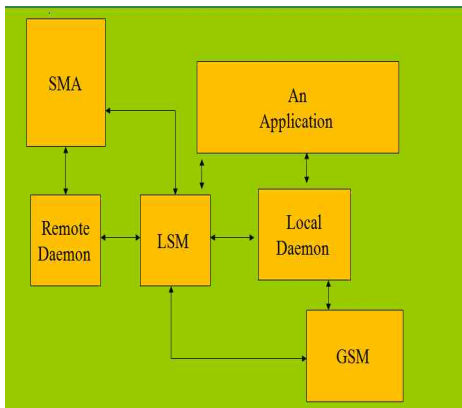 SMA
An
Application
Remote
Daemon
LSM
Local
Daemon
GSM